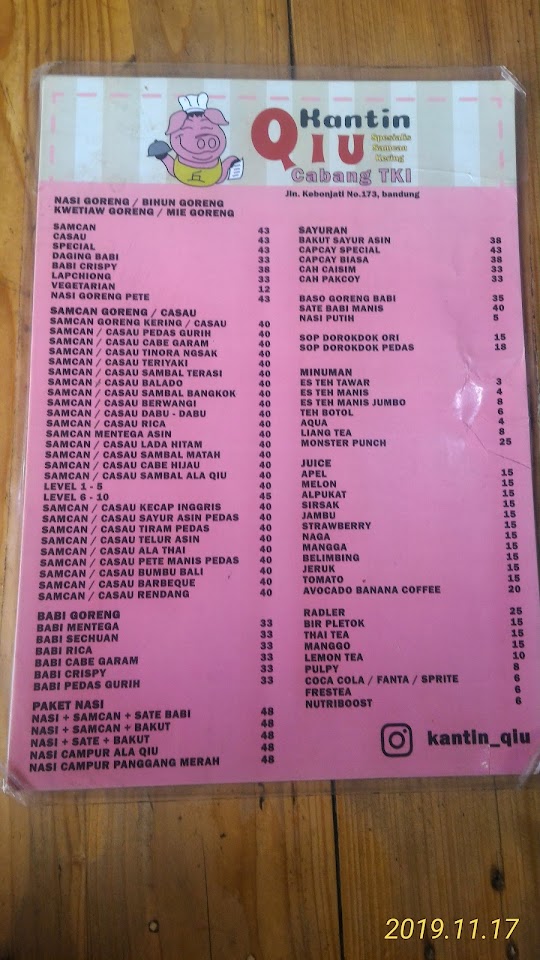 Kantin
QIU
Spesialis
Samcan
Kering
Cabang TKI
Jln. Kebonjati No.173, bandung
NASI GORENG / BIHUN GORENG
KWETIAW GORENG / MIE GORENG
SAMCAN 43
CASAU 43
SPECIAL 43
DAGING BABI 33
BABI CRISPY 38
LAPCHIONG 33
VEGETARIAN 12
NASI GORENG PETE 43
SAMCAN GORENG / CASAU
SAMCAN GORENG KERING / CASAU 40
SAMCAN / CASAU PEDAS GURIH 40
SAMCAN / CASAU CABE GARAM 40
SAMCAN / CASAU TINORA NGSAK 40
SAMCAN / CASAU TERIYAKI 40
SAMCAN / CASAU SAMBAL TERASI 40
SAMCAN / CASAU BALADO 40
SAMCAN / CASAU SAMBAL BANGKOK 40
SAMCAN / CASAU BERWANGI 40
SAMCAN / CASAU DABU - DABU 40
SAMCAN / CASAU RICA 40
SAMCAN MENTEGA ASIN 40
SAMCAN / CASAU LADA HITAM 40
SAMCAN / CASAU SAMBAL MATAH 40
SAMCAN / CASAU CABE HIJAU 40
SAMCAN / CASAU SAMBAL ALA QIU 40
LEVEL 1 - 5 40
LEVEL 6 - 10 45
SAMCAN / CASAU KECAP INGGRIS 40
SAMCAN / CASAU SAYUR ASIN PEDAS 40
SAMCAN / CASAU TIRAM PEDAS 40
SAMCAN / CASAU TELUR ASIN 40
SAMCAN / CASAU ALA THAI 40
SAMCAN / CASAU PETE MANIS PEDAS 40
SAMCAN / CASAU BUMBU BALI 40
SAMCAN / CASAU BARBEQUE 40
SAMCAN / CASAU RENDANG 40
BABI GORENG
BABI MENTEGA 33
BABI SECHUAN 33
BABI RICA 33
BABI CABE GARAM 33
BABI CRISPY 33
BABI PEDAS GURIH 33
PAKET NASI
NASI + SAMCAN + SATE BABI 48
NASI + SAMCAN + BAKUT 48
NASI + SATE + BAKUT 48
NASI CAMPUR ALA QIU 48
NASI CAMPUR PANGGANG MERAH 48
SAYURAN
BAKUT SAYUR ASIN 38
CAPCAY SPECIAL 43
CAPCAY BIASA 38
CAH CAISIM 33
CAH PAKCOY 33
BASO GORENG BABI 35
SATE BABI MANIS 40
NASI PUTIH 5
SOP DOROKDOK ORI 15
SOP DOROKDOK PEDAS 18
MINUMAN
ES TEH TAWAR 3
ES TEH MANIS 4
ES TEH MANIS JUMBO 8
TEH BOTOL 6
AQUA 4
LIANG TEA 8
MONSTER PUNCH 25
JUICE
APEL 15
MELON 15
ALPUKAT 15
SIRSAK 15
JAMBU 15
STRAWBERRY 15
NAGA 15
MANGGA 15
BELIMBING 15
JERUK 15
TOMATO 15
AVOCADO BANANA COFFEE 20
RADLER 25
BIR PLETOK 15
THAI TEA 15
MANGGO 15
LEMON TEA 10
PULPY 8
COCA COLA / FANTA / SPRITE 6
FRESTEA 6
NUTRIBOOST 6
kantin_qiu
2019.11.17